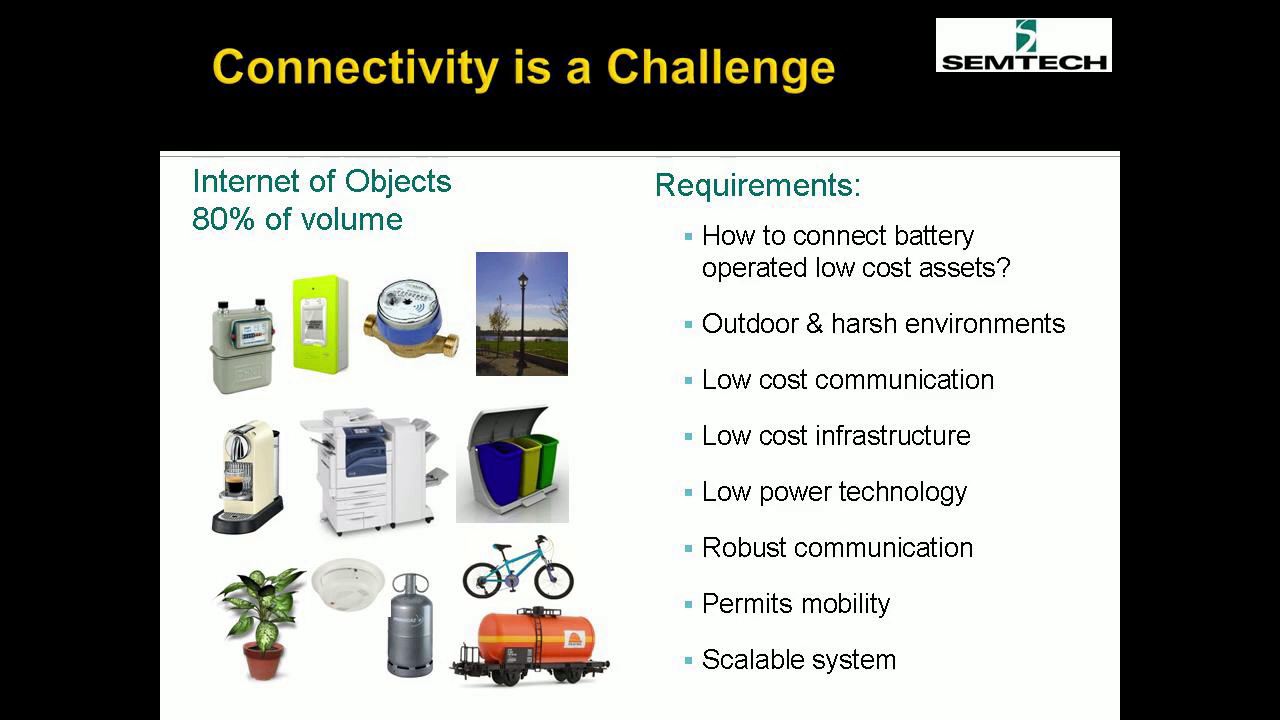 Connectivity is a Challenge
SEMTECH
Internet of Objects
80% of volume
Requirements:
How to connect battery
operated low cost assets?
Outdoor & harsh environments
Low cost communication
Low cost infrastructure
Low power technology
Robust communication
Permits mobility
Scalable system